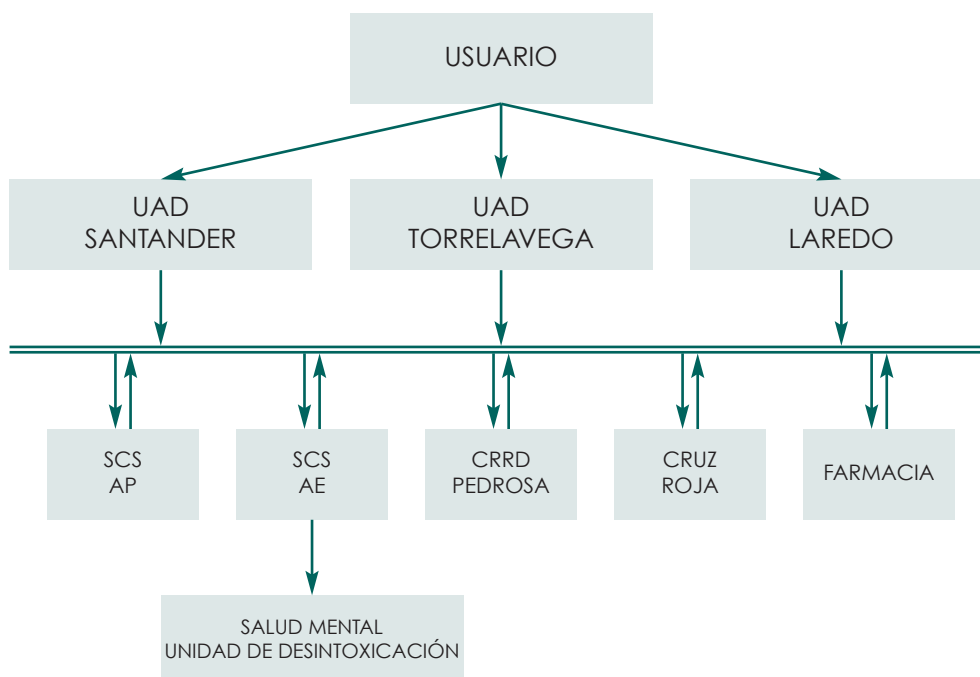 USUARIO
UAD
SANTANDER
UAD
TORRELAVEGA
UAD
LAREDO
SCS
AP
SCS
AE
CRRD
PEDROSA
CRUZ
ROJA
FARMACIA
SALUD MENTAL
UNIDAD DE DESINTOXICACIÓN